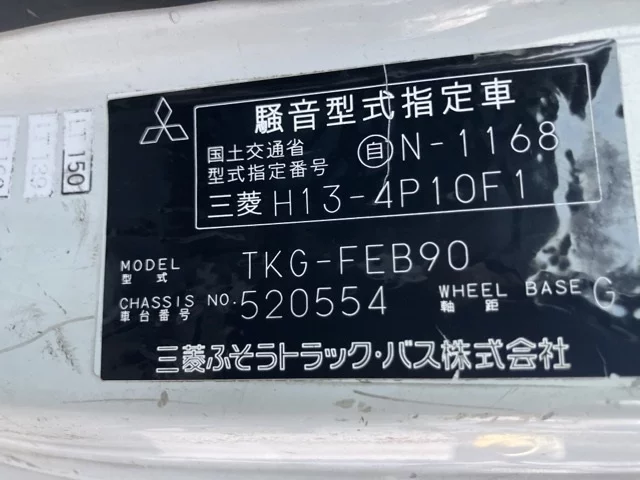 騒音型式指定車
国土交通省
型式指定番号 自 N-1168
三菱 H13-4P10F1
MODEL 型式 TKG-FEB90
CHASSIS NO. 車台番号 520554 WHEEL BASE 軸距 G
三菱ふそうトラック・バス株式会社
LT 150